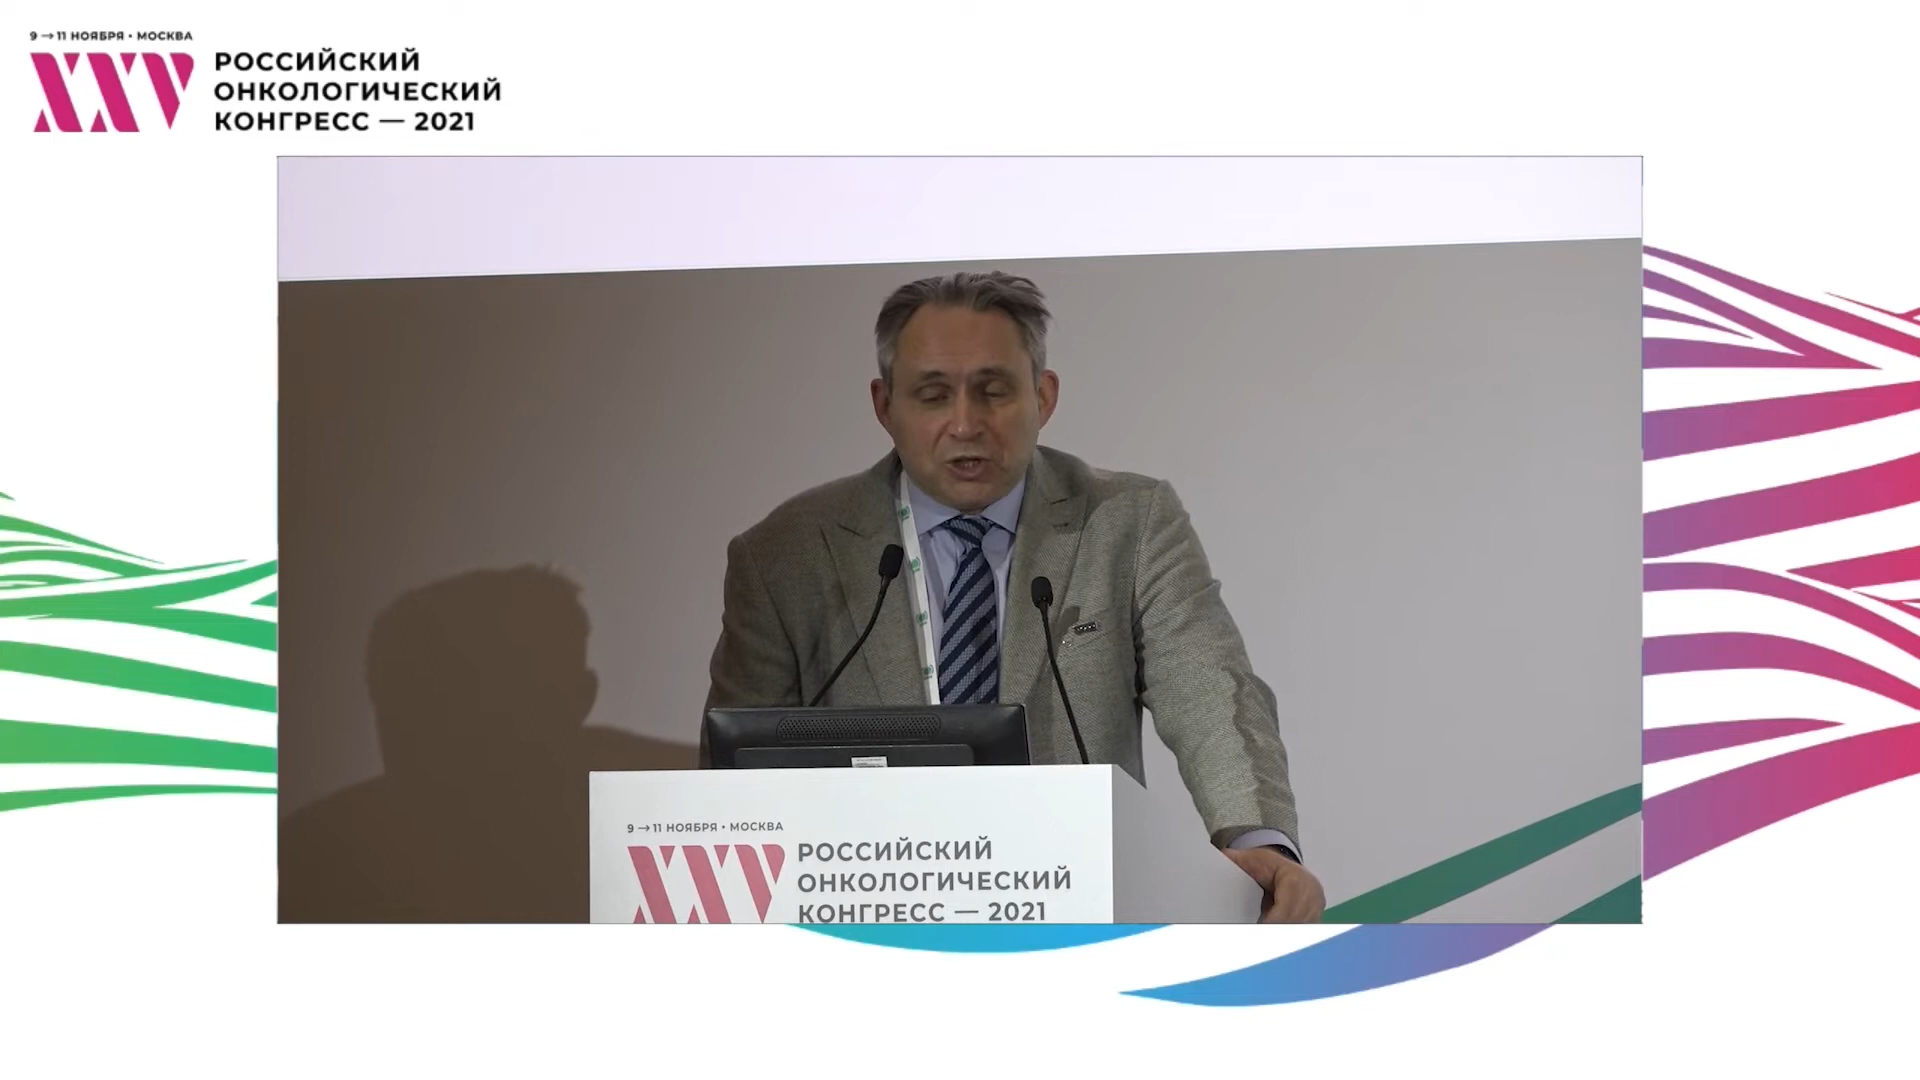 9 → 11 НОЯБРЯ • МОСКВА
XXV
РОССИЙСКИЙ
ОНКОЛОГИЧЕСКИЙ
КОНГРЕСС — 2021
9 → 11 НОЯБРЯ • МОСКВА
XXV
РОССИЙСКИЙ
ОНКОЛОГИЧЕСКИЙ
КОНГРЕСС — 2021